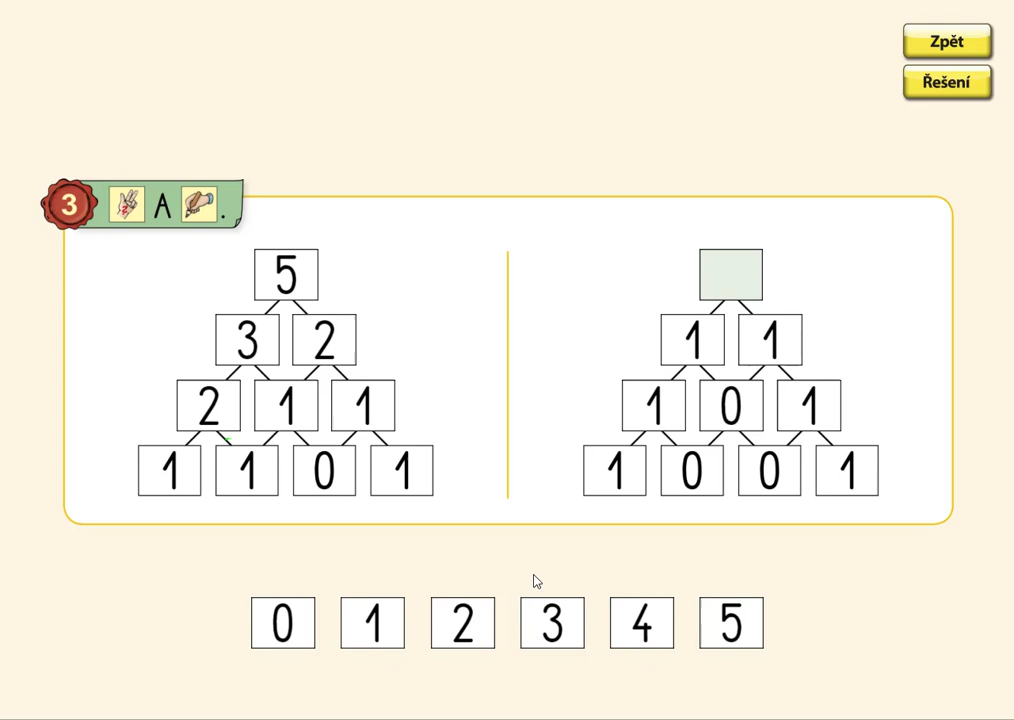 Zpět
Řešení
3 2 A .
5
3 2
2 1 1
1 1 0 1
1 1
1 0 1
1 0 0 1
0 1 2 3 4 5